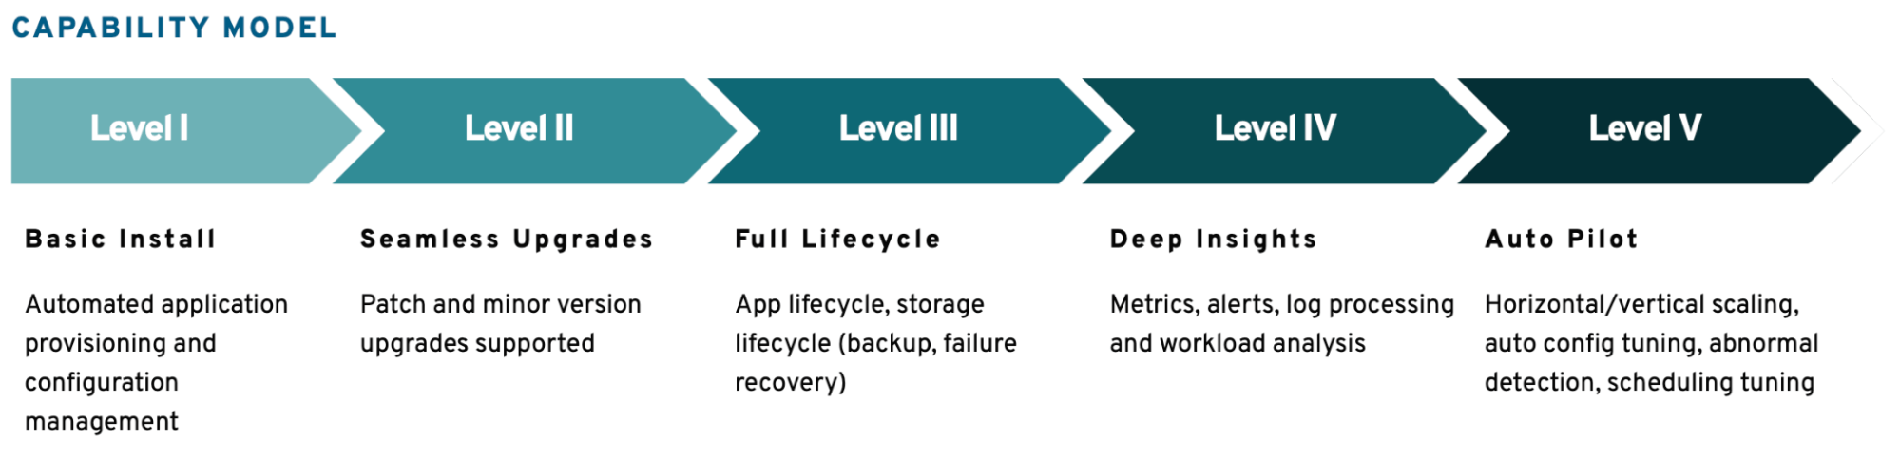 CAPABILITY MODEL
Level I
Level II
Level III
Level IV
Level V
Basic Install
Automated application
provisioning and
configuration
management
Seamless Upgrades
Patch and minor version
upgrades supported
Full Lifecycle
App lifecycle, storage
lifecycle (backup, failure
recovery)
Deep Insights
Metrics, alerts, log processing
and workload analysis
Auto Pilot
Horizontal/vertical scaling,
auto config tuning, abnormal
detection, scheduling tuning